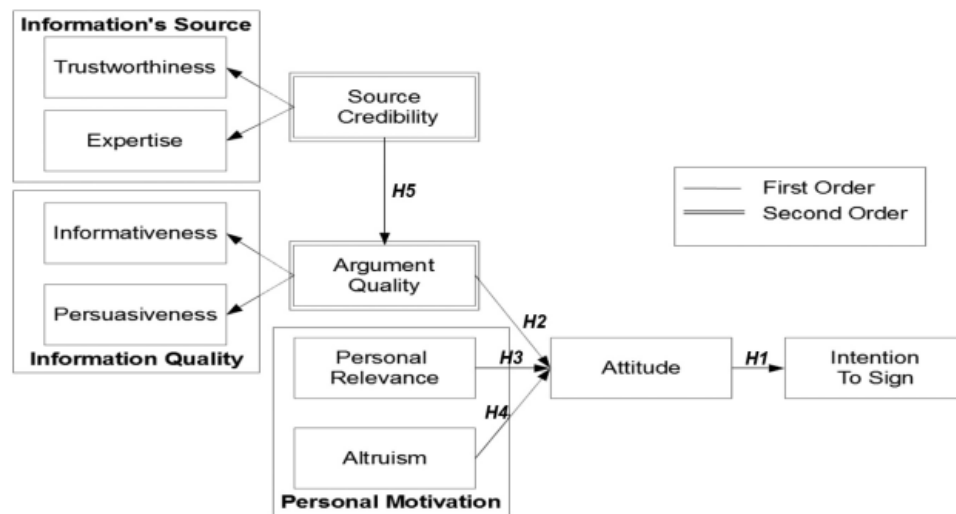 Information's Source
Trustworthiness
Expertise
Source
Credibility
H5
First Order
Second Order
Informativeness
Persuasiveness
Information Quality
Argument
Quality
H2
Personal
Relevance
H3
H4
Altruism
Personal Motivation
Attitude
H1
Intention
To Sign